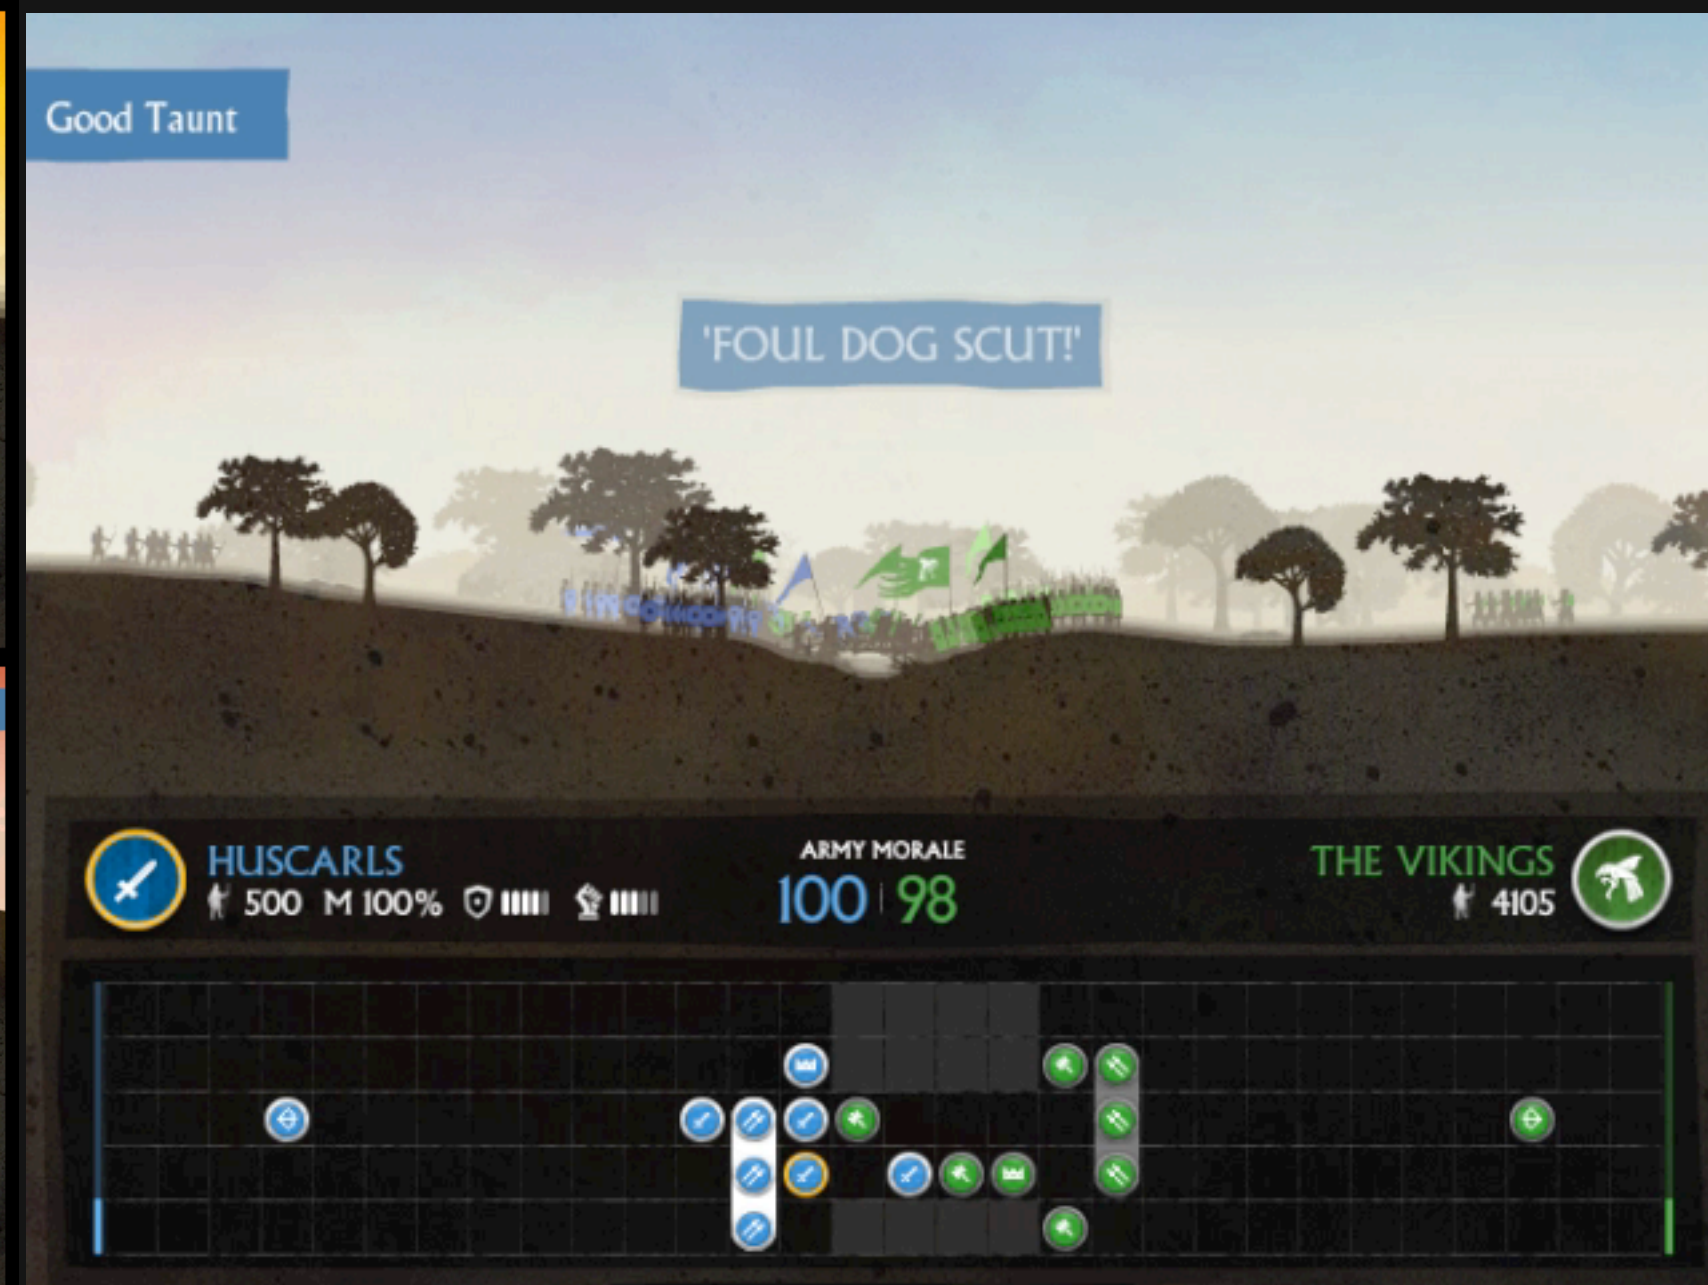 Good Taunt
'FOUL DOG SCUT!'
HUSCARLS
500 M 100%
ARMY MORALE
100 | 98
THE VIKINGS
4105